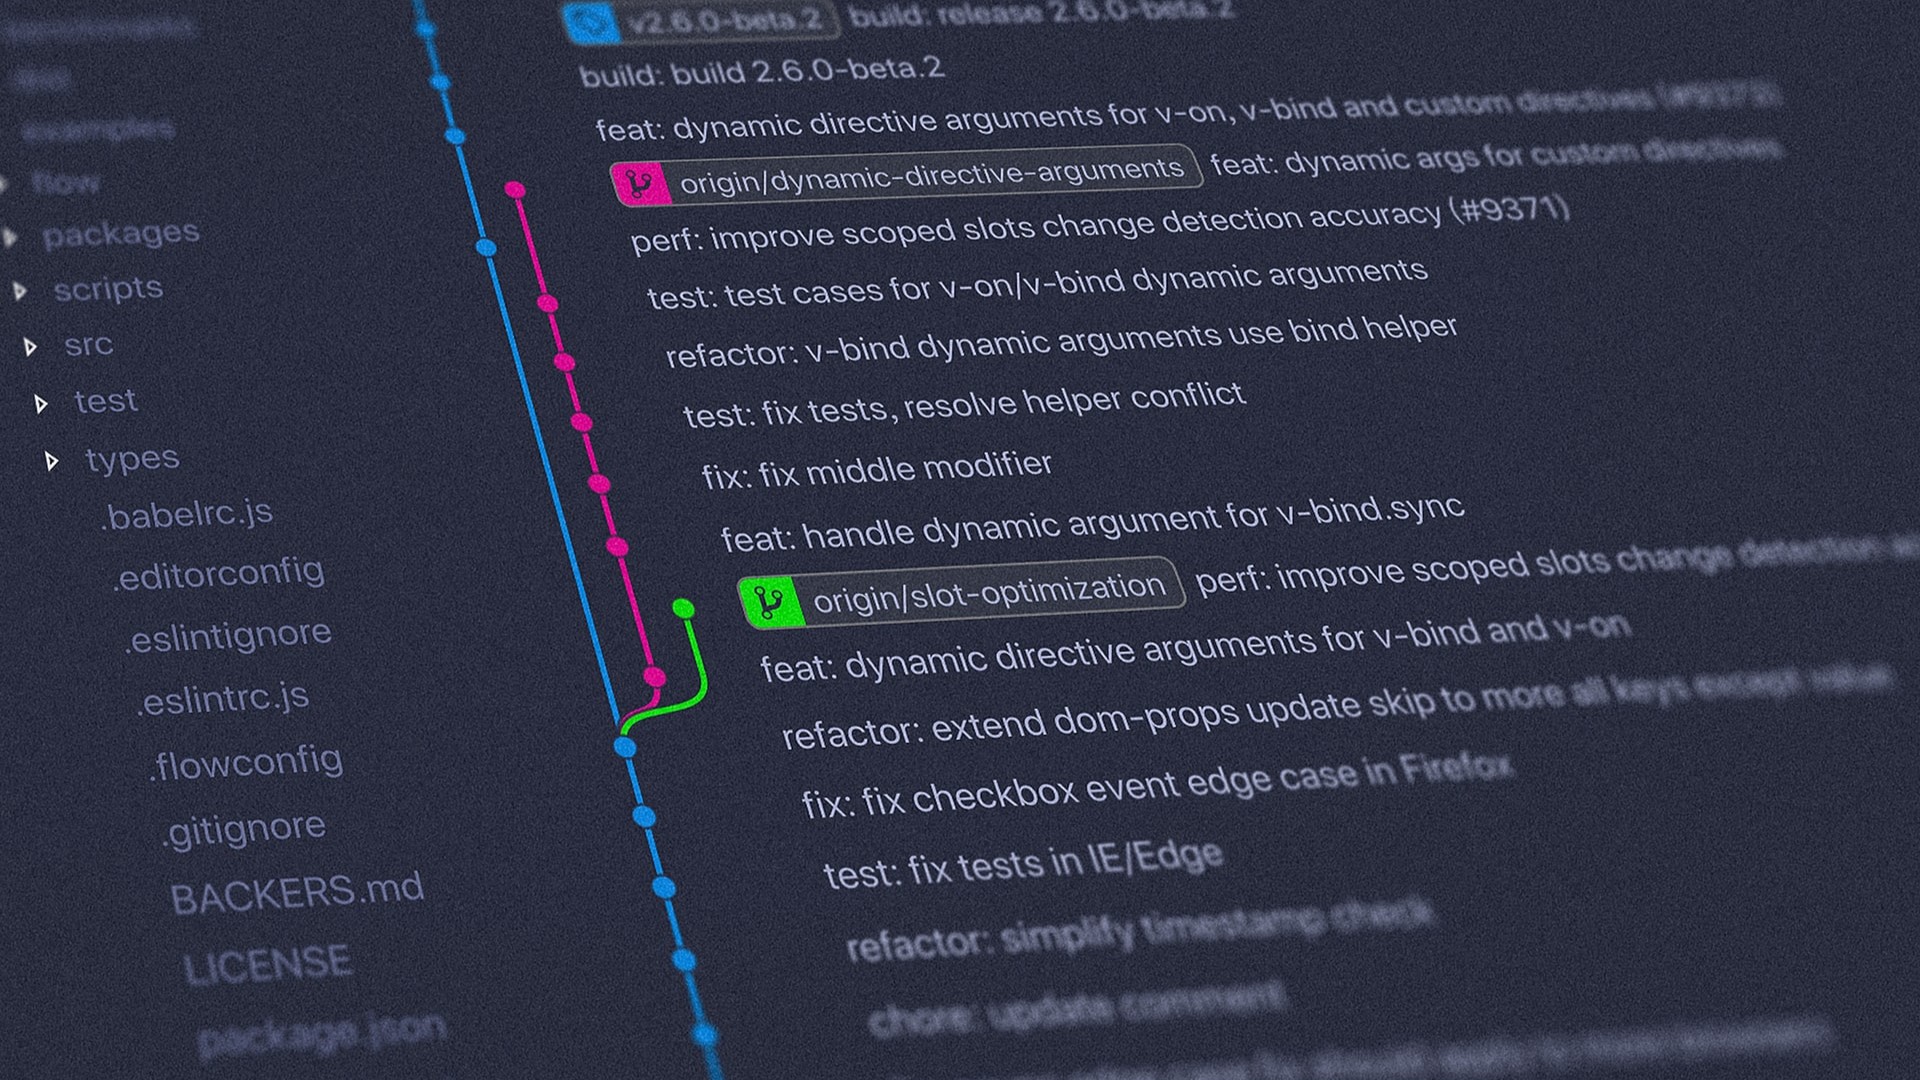 examples
flow
packages
scripts
src
test
types
.babelrc.js
.editorconfig
.eslintignore
.eslintrc.js
.flowconfig
.gitignore
BACKERS.md
LICENSE
package.json
v2.6.0-beta.2 build: release 2.6.0-beta.2
build: build 2.6.0-beta.2
feat: dynamic directive arguments for v-on, v-bind and custom directives (#9373)
origin/dynamic-directive-arguments feat: dynamic args for custom directives
perf: improve scoped slots change detection accuracy (#9371)
test: test cases for v-on/v-bind dynamic arguments
refactor: v-bind dynamic arguments use bind helper
test: fix tests, resolve helper conflict
fix: fix middle modifier
feat: handle dynamic argument for v-bind.sync
origin/slot-optimization perf: improve scoped slots change detection
feat: dynamic directive arguments for v-bind and v-on
refactor: extend dom-props update skip to more all keys except value
fix: fix checkbox event edge case in Firefox
test: fix tests in IE/Edge
refactor: simplify timestamp check
chore: update comment